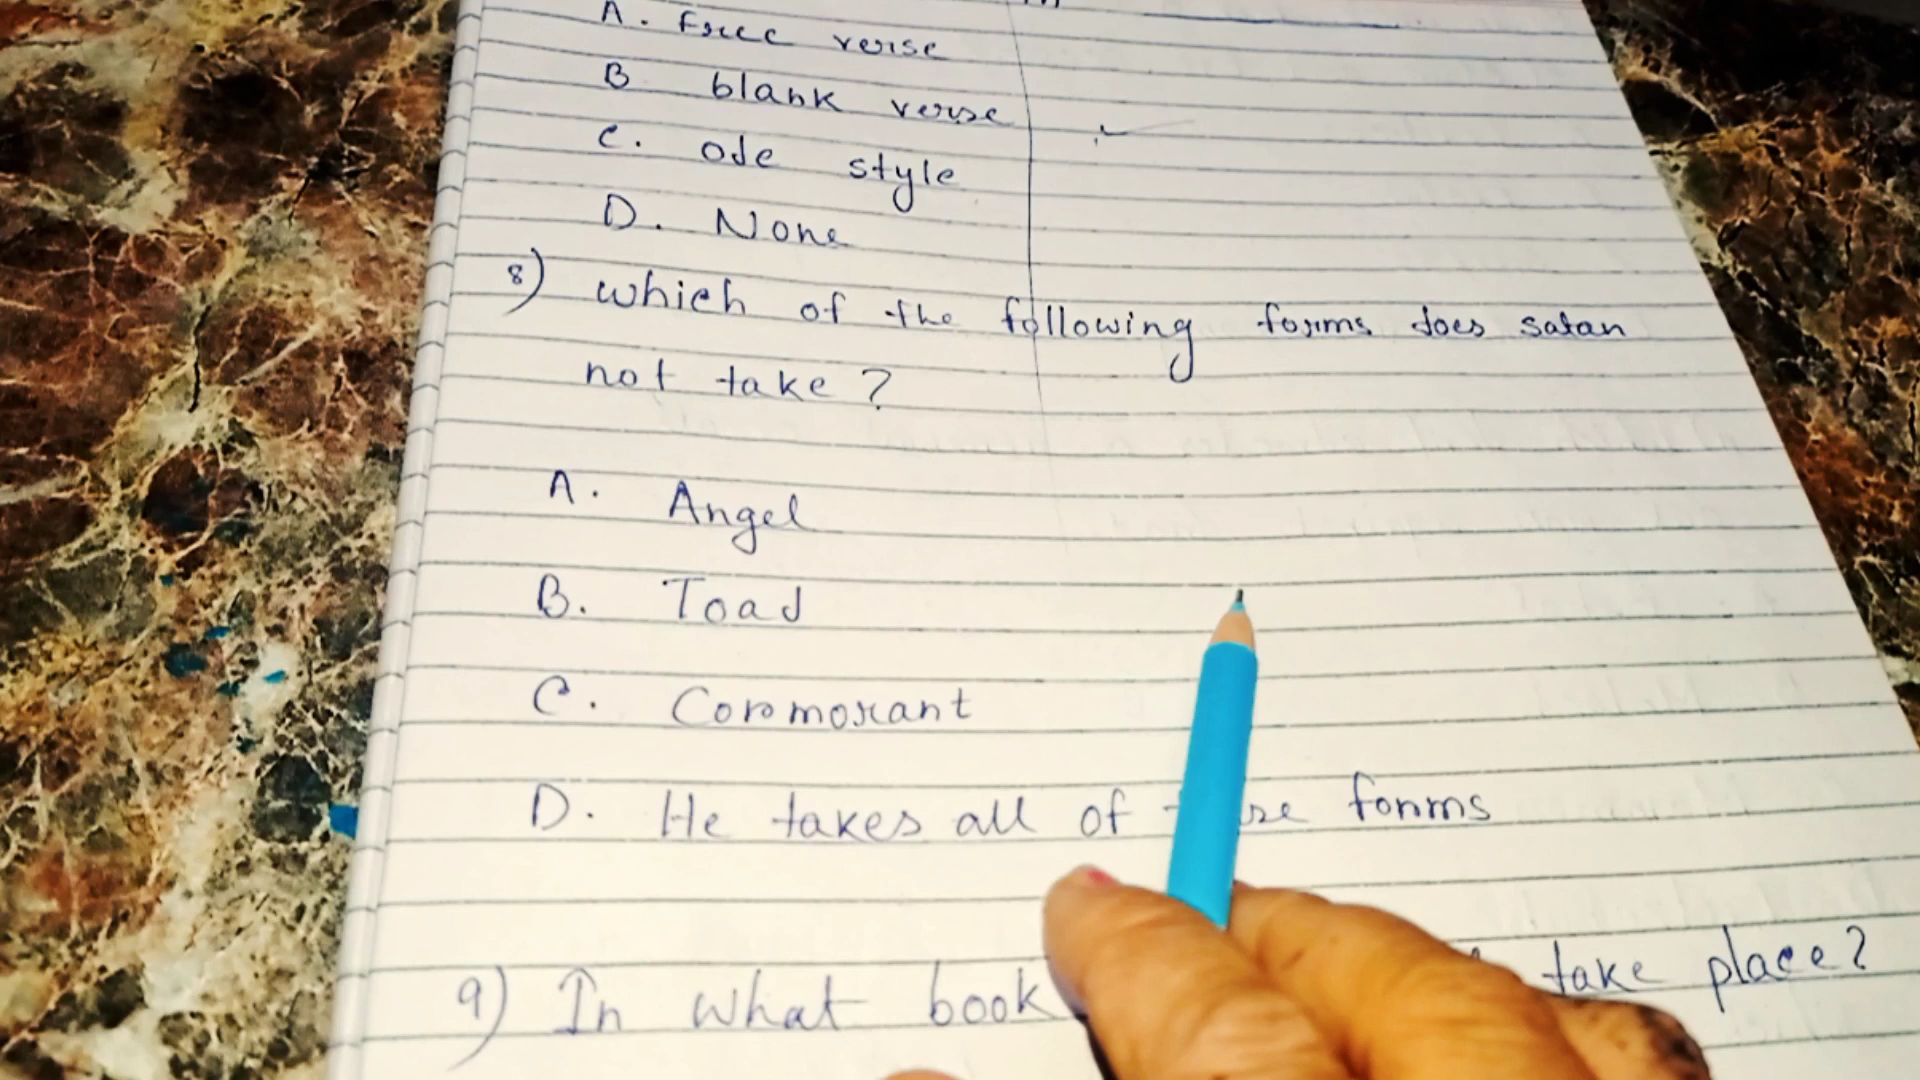 A. Free verse
B blank verse
C. ode style
D. None
8) which of the following forms does satan
not take?
A. Angel
B. Toad
C. Cormorant
D. He takes all of forms
9) In what book take place?